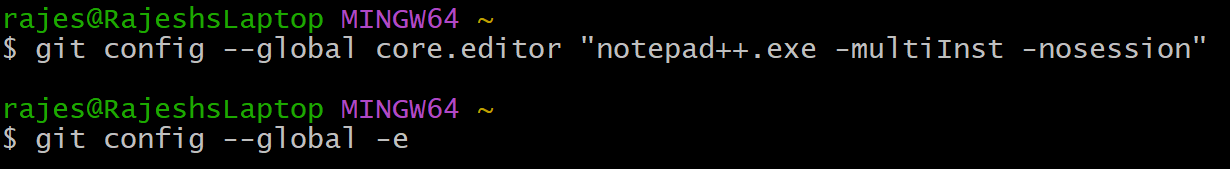 rajes@RajeshsLaptop MINGW64 ~
$ git config --global core.editor "notepad++.exe -multiInst -nosession"
rajes@RajeshsLaptop MINGW64 ~
$ git config --global -e